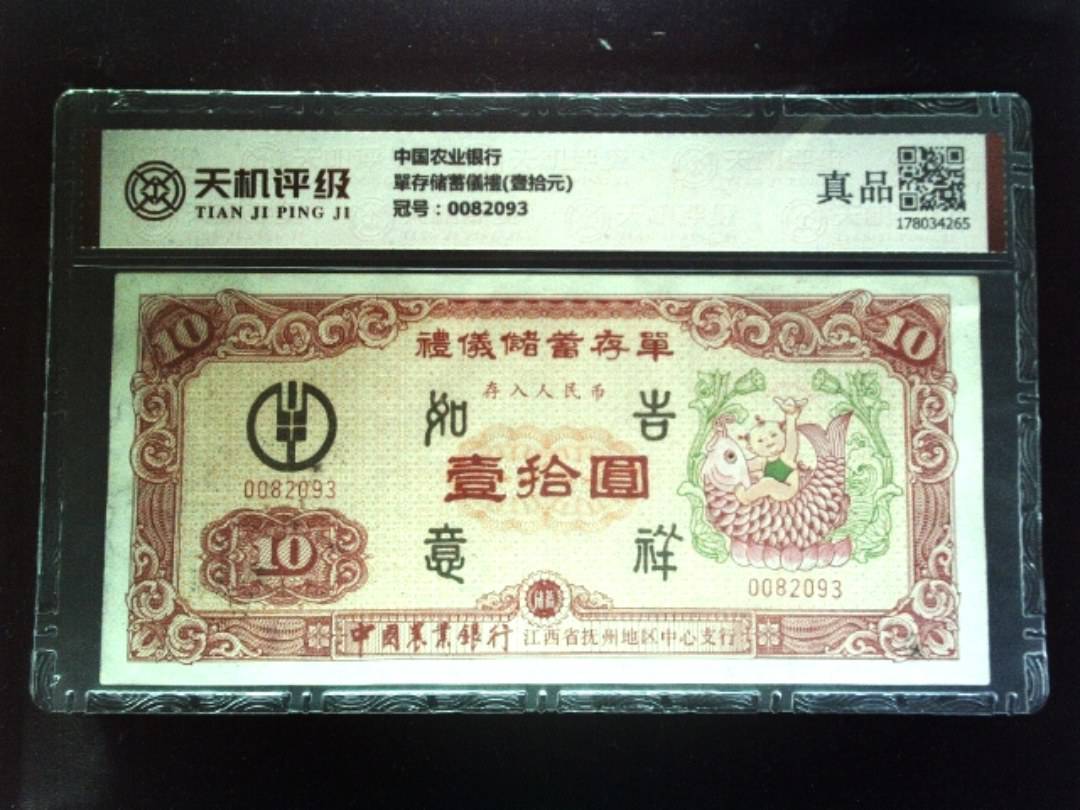 天机评级
TIAN JI PING JI
中国农业银行
單存储蓄儀禮(壹拾元)
冠号：0082093
真品
178034265
10
10
禮儀儲蓄存單
存入人民币
如
吉
壹拾圓
0082093
10
意
祥
0082093
儲蓄
中國農業銀行 江西省抚州地区中心支行